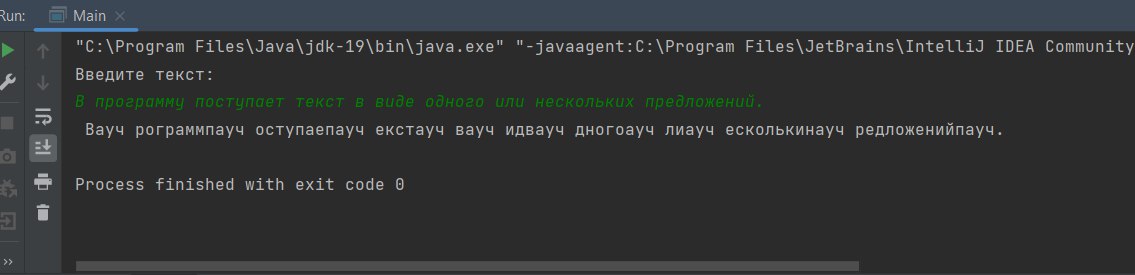 Run: Main
"C:\Program Files\Java\jdk-19\bin\java.exe" "-javaagent:C:\Program Files\JetBrains\IntelliJ IDEA Community
Введите текст:
В программу поступает текст в виде одного или нескольких предложений.
Вауч рограммпауч оступаепауч екстауч вауч идвауч дногоауч лиауч есколькинауч редложенийпауч.
Process finished with exit code 0